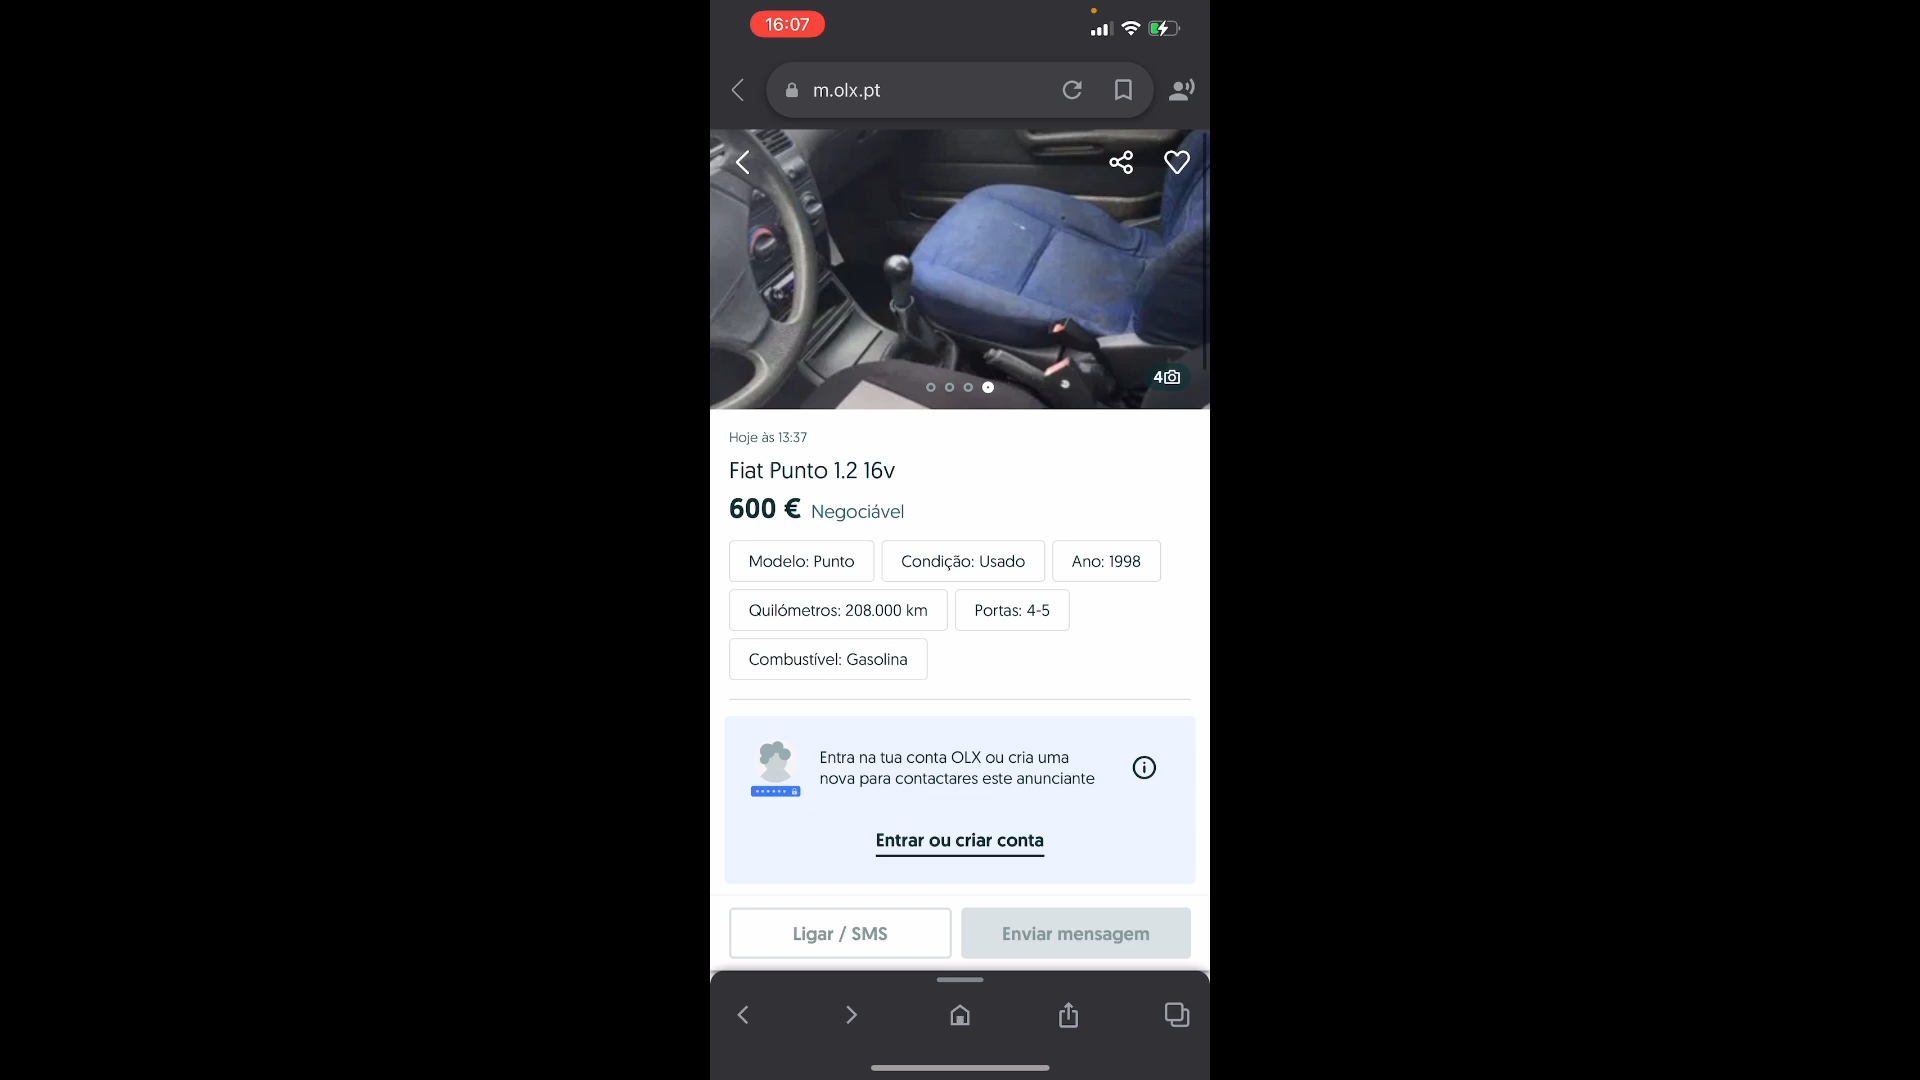 16:07
m.olx.pt
4
Hoje às 13:37
Fiat Punto 1.2 16v
600 € Negociável
Modelo: Punto Condição: Usado Ano: 1998
Quilómetros: 208.000 km Portas: 4-5
Combustível: Gasolina
Entra na tua conta OLX ou cria uma
nova para contactares este anunciante
Entrar ou criar conta
Ligar / SMS Enviar mensagem